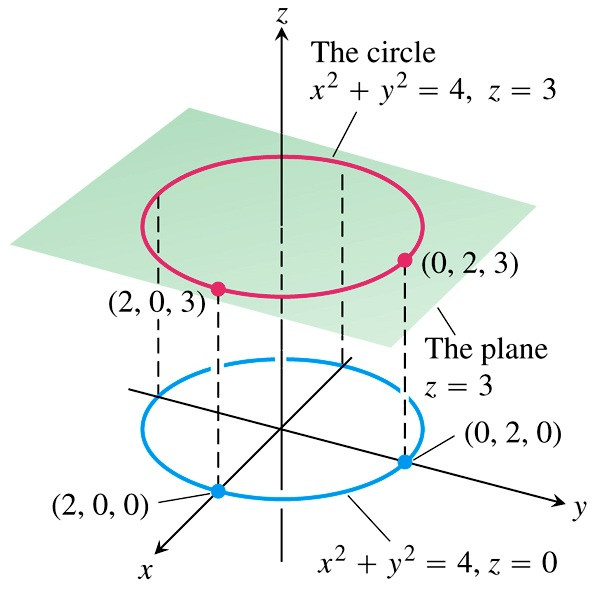 z
The circle
x² + y² = 4, z = 3
(0, 2, 3)
(2, 0, 3)
The plane
z = 3
(0, 2, 0)
(2, 0, 0)
y
x² + y² = 4, z = 0
x